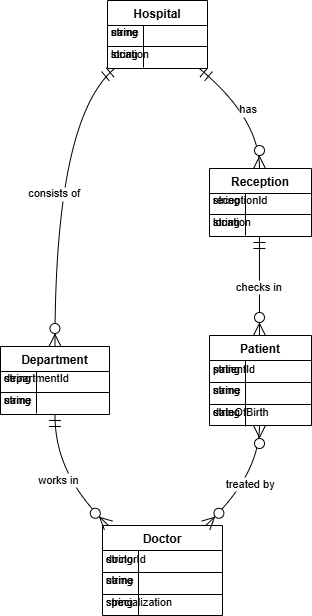 Hospital
string name
string location
has
consists of
Reception
string receptionId
string location
checks in
Department
string departmentId
string name
Patient
string patientId
string name
dateOfBirth
works in
treated by
Doctor
string doctorId
string name
string specialization